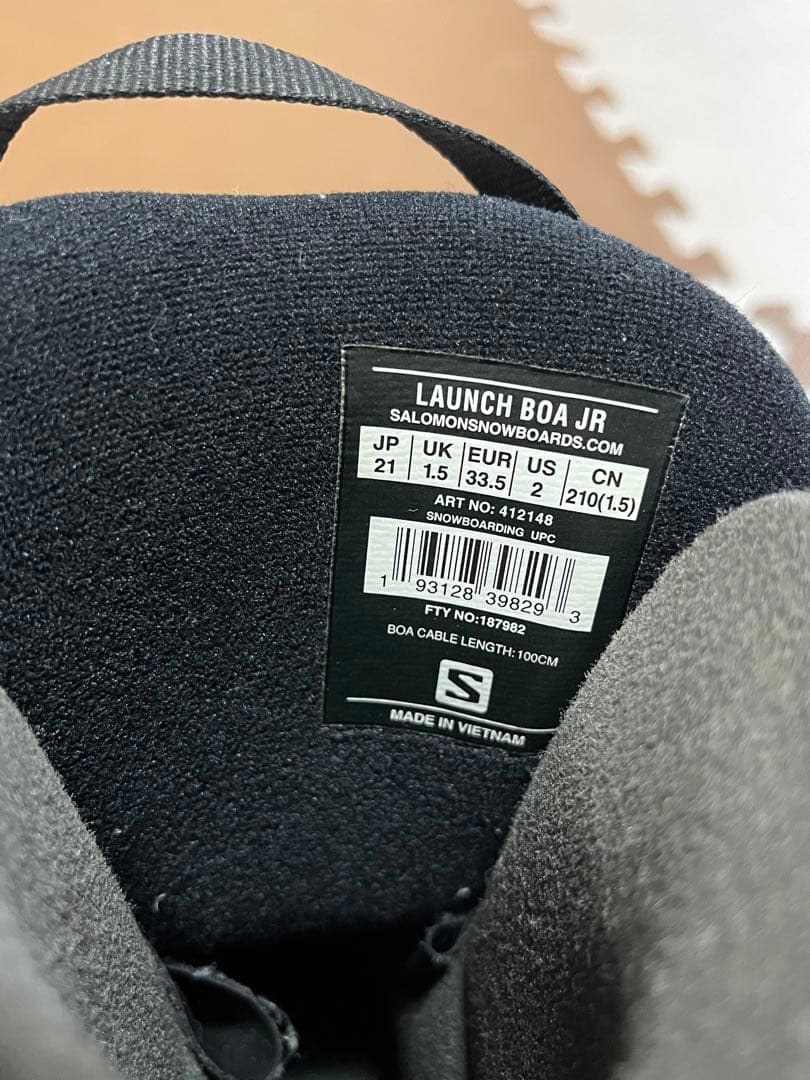 LAUNCH BOA JR
SALOMONSNOWBOARDS.COM
JP UK EUR US CN
21 1.5 33.5 2 210(1.5)
ART NO: 412148
SNOWBOARDING UPC
1 93128 39829 3
FTY NO:187982
BOA CABLE LENGTH:100CM
S
MADE IN VIETNAM